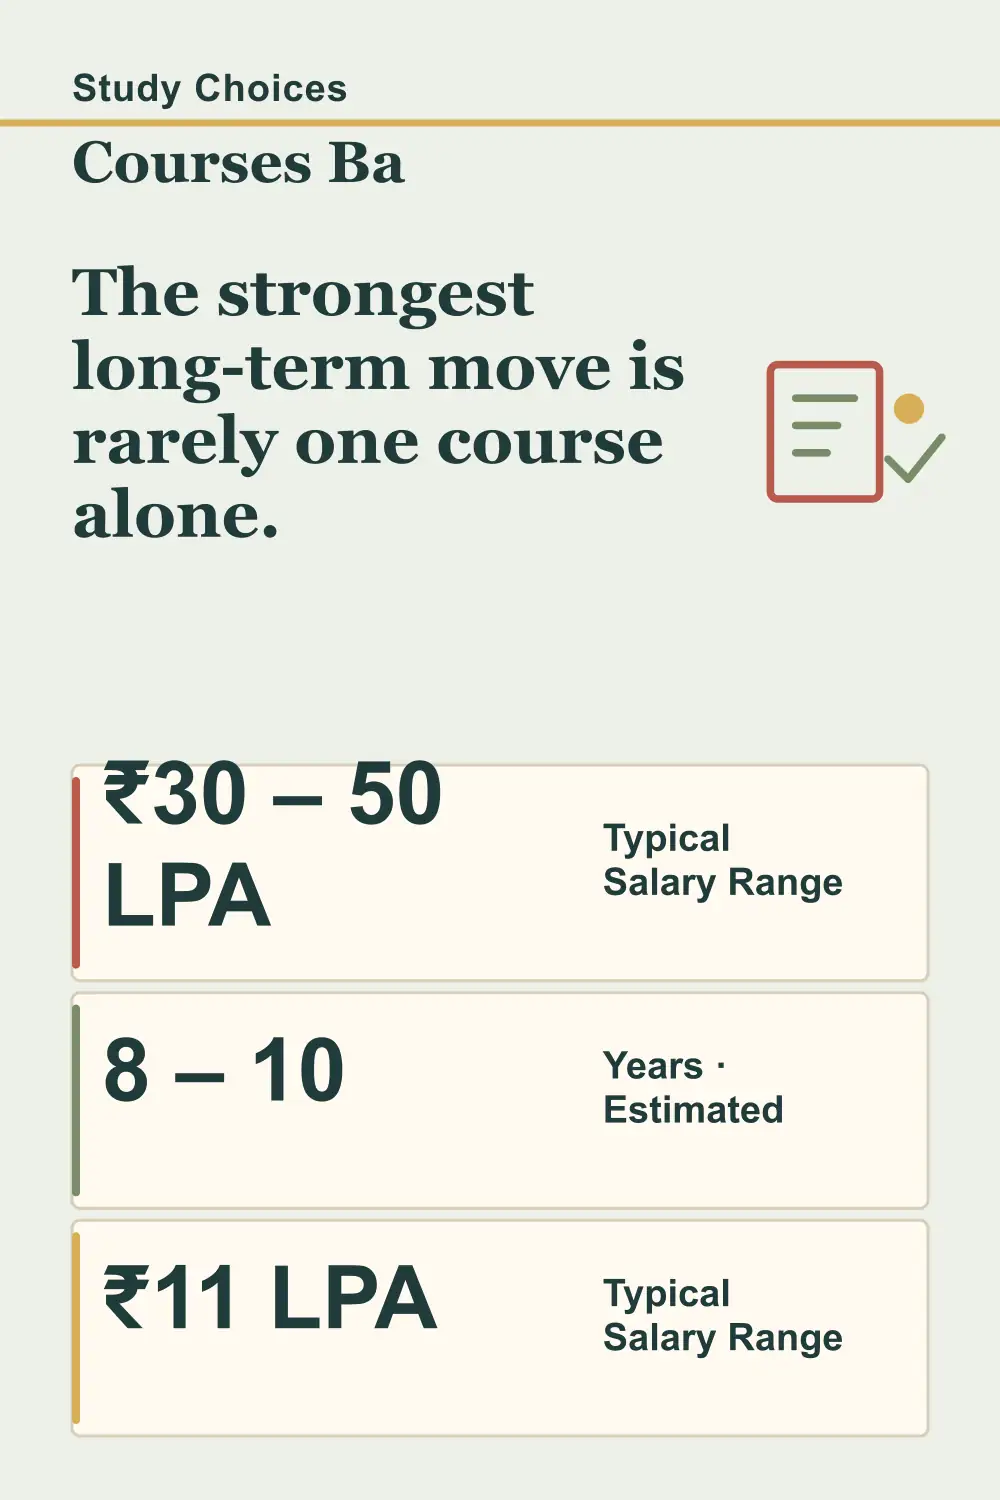 Study Choices
Courses Ba
The strongest
long-term move is
rarely one course
alone.
₹30 – 50
LPA
Typical
Salary Range
8 – 10
Years ·
Estimated
₹11 LPA
Typical
Salary Range